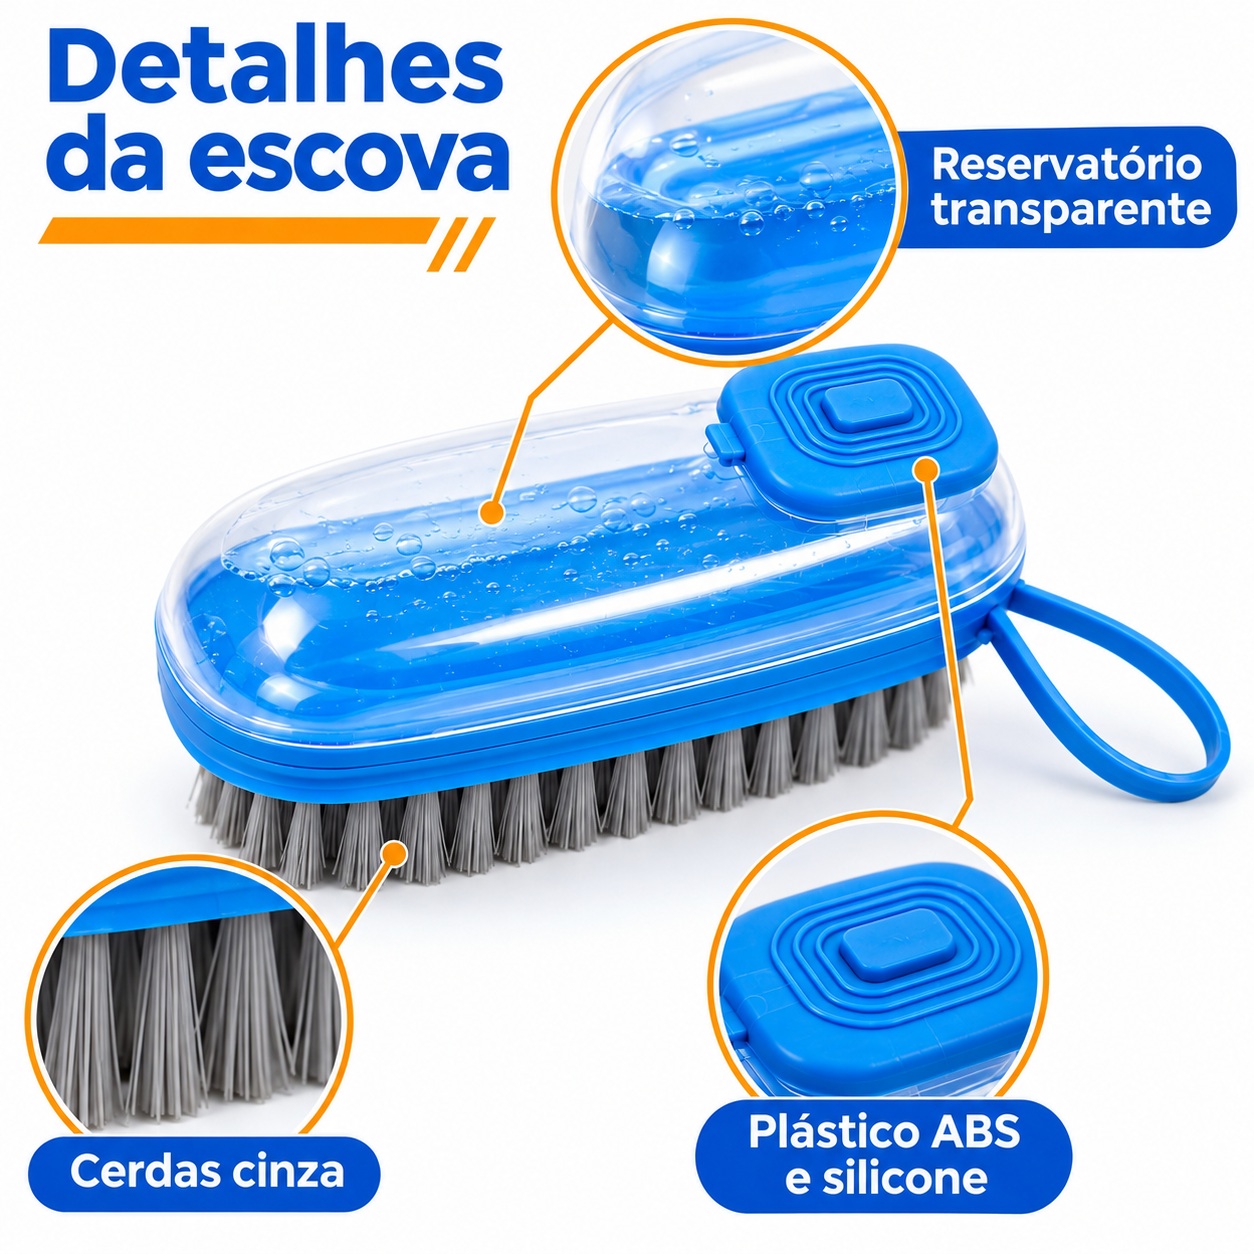 Detalhes
da escova
Reservatório
transparente
Cerdas cinza
Plástico ABS
e silicone